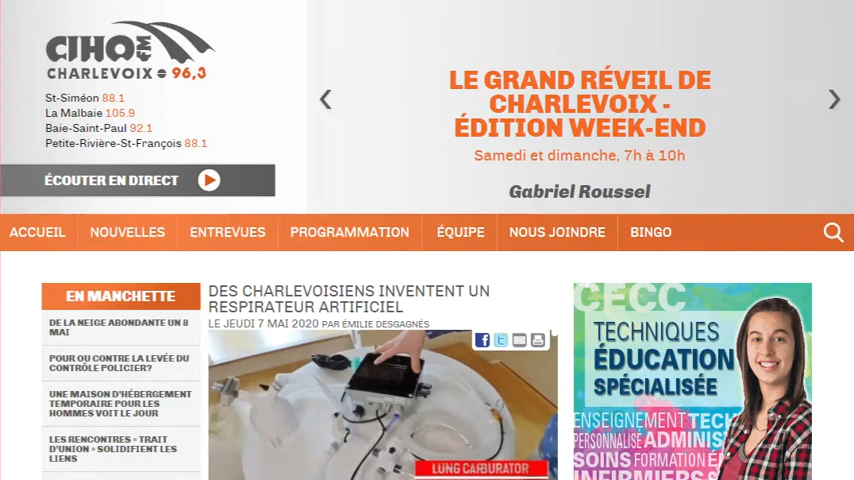 CIHO FM
CHARLEVOIX 96,3
St-Siméon 88.1
La Malbaie 105.9
Baie-Saint-Paul 92.1
Petite-Rivière-St-François 88.1
ÉCOUTER EN DIRECT
LE GRAND RÉVEIL DE
CHARLEVOIX -
ÉDITION WEEK-END
Samedi et dimanche, 7h à 10h
Gabriel Roussel
ACCUEIL NOUVELLES ENTREVUES PROGRAMMATION ÉQUIPE NOUS JOINDRE BINGO
EN MANCHETTE
DE LA NEIGE ABONDANTE UN 8
MAI
POUR OU CONTRE LA LEVÉE DU
CONTRÔLE POLICIER?
UNE MAISON D'HÉBERGEMENT
TEMPORAIRE POUR LES
HOMMES VOIT LE JOUR
LES RENCONTRES « TRAIT
D'UNION » SOLIDIFIENT LES
LIENS
DES CHARLEVOISIENS INVENTENT UN
RESPIRATEUR ARTIFICIEL
LE JEUDI 7 MAI 2020 PAR ÉMILIE DESGAGNÉS
LUNG CARBURATOR
CECC
TECHNIQUES
ÉDUCATION
SPÉCIALISÉE
ENSEIGNEMENT TECH
PERSONNALISÉ ADMINIS
SOINS FORMATION
INFIRMIERS